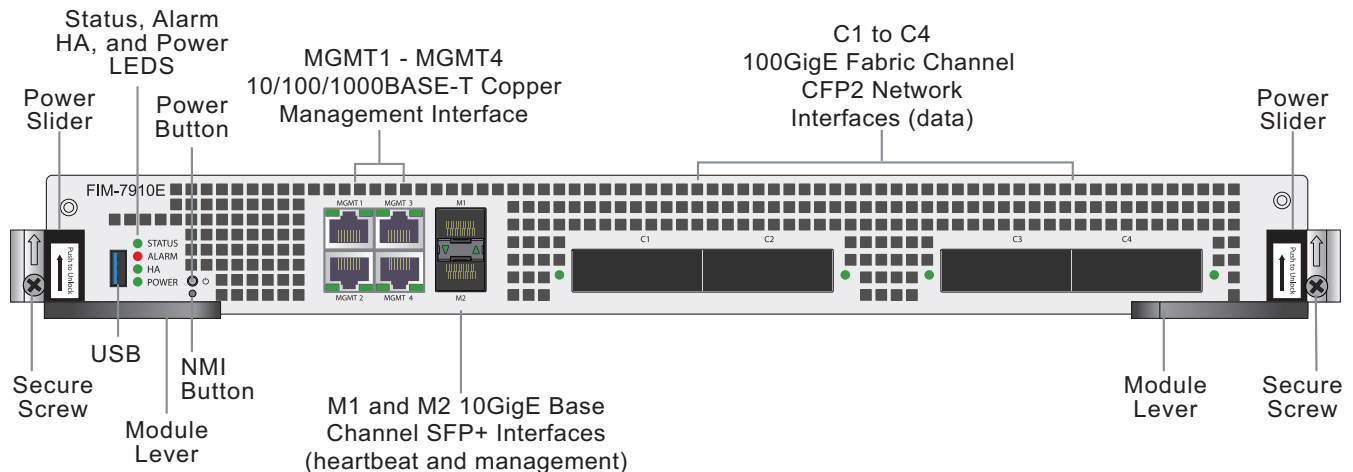 Status, Alarm
HA, and Power
LEDS
Power
Slider
Power
Button
MGMT1 - MGMT4
10/100/1000BASE-T Copper
Management Interface
C1 to C4
100GigE Fabric Channel
CFP2 Network
Interfaces (data)
Power
Slider
FIM-7910E
MGMT 1
MGMT 3
M1
STATUS
ALARM
HA
POWER
Push to Unlock
C1
C2
C3
C4
Push to Unlock
MGMT 2
MGMT 4
M2
USB
NMI
Button
Secure
Screw
Module
Lever
M1 and M2 10GigE Base
Channel SFP+ Interfaces
(heartbeat and management)
Module
Lever
Secure
Screw